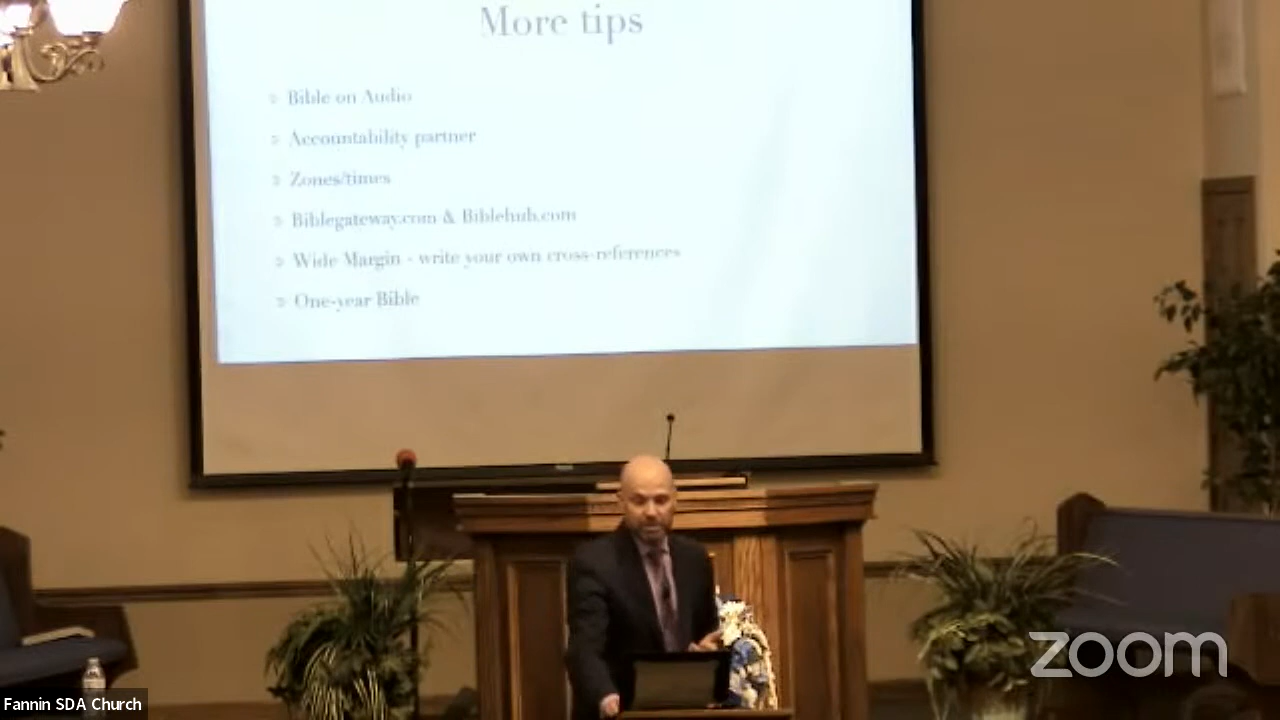 More tips
Bible on Audio
Accountability partner
Zones/times
Biblegateway.com & Biblehub.com
Wide Margin - write your own cross-references
One-year Bible
zoom
Fannin SDA Church